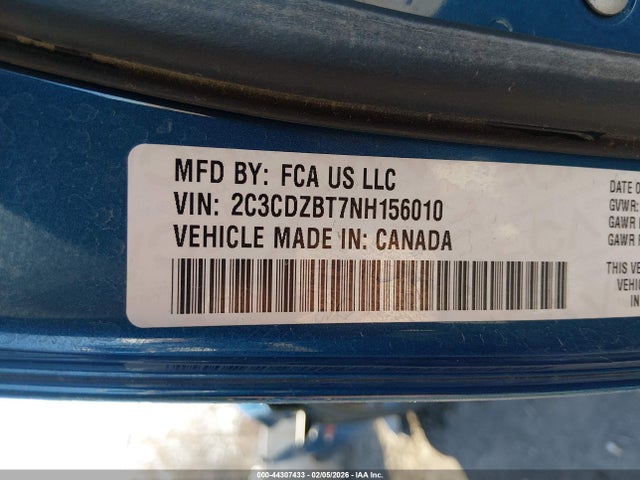 MFD BY: FCA US LLC
VIN: 2C3CDZBT7NH156010
VEHICLE MADE IN: CANADA
DATE O
GVWR:
GAWR
GAWR
THIS VE
VEHIC
IN
000-44307433 - 02/05/2026 - IAA Inc.